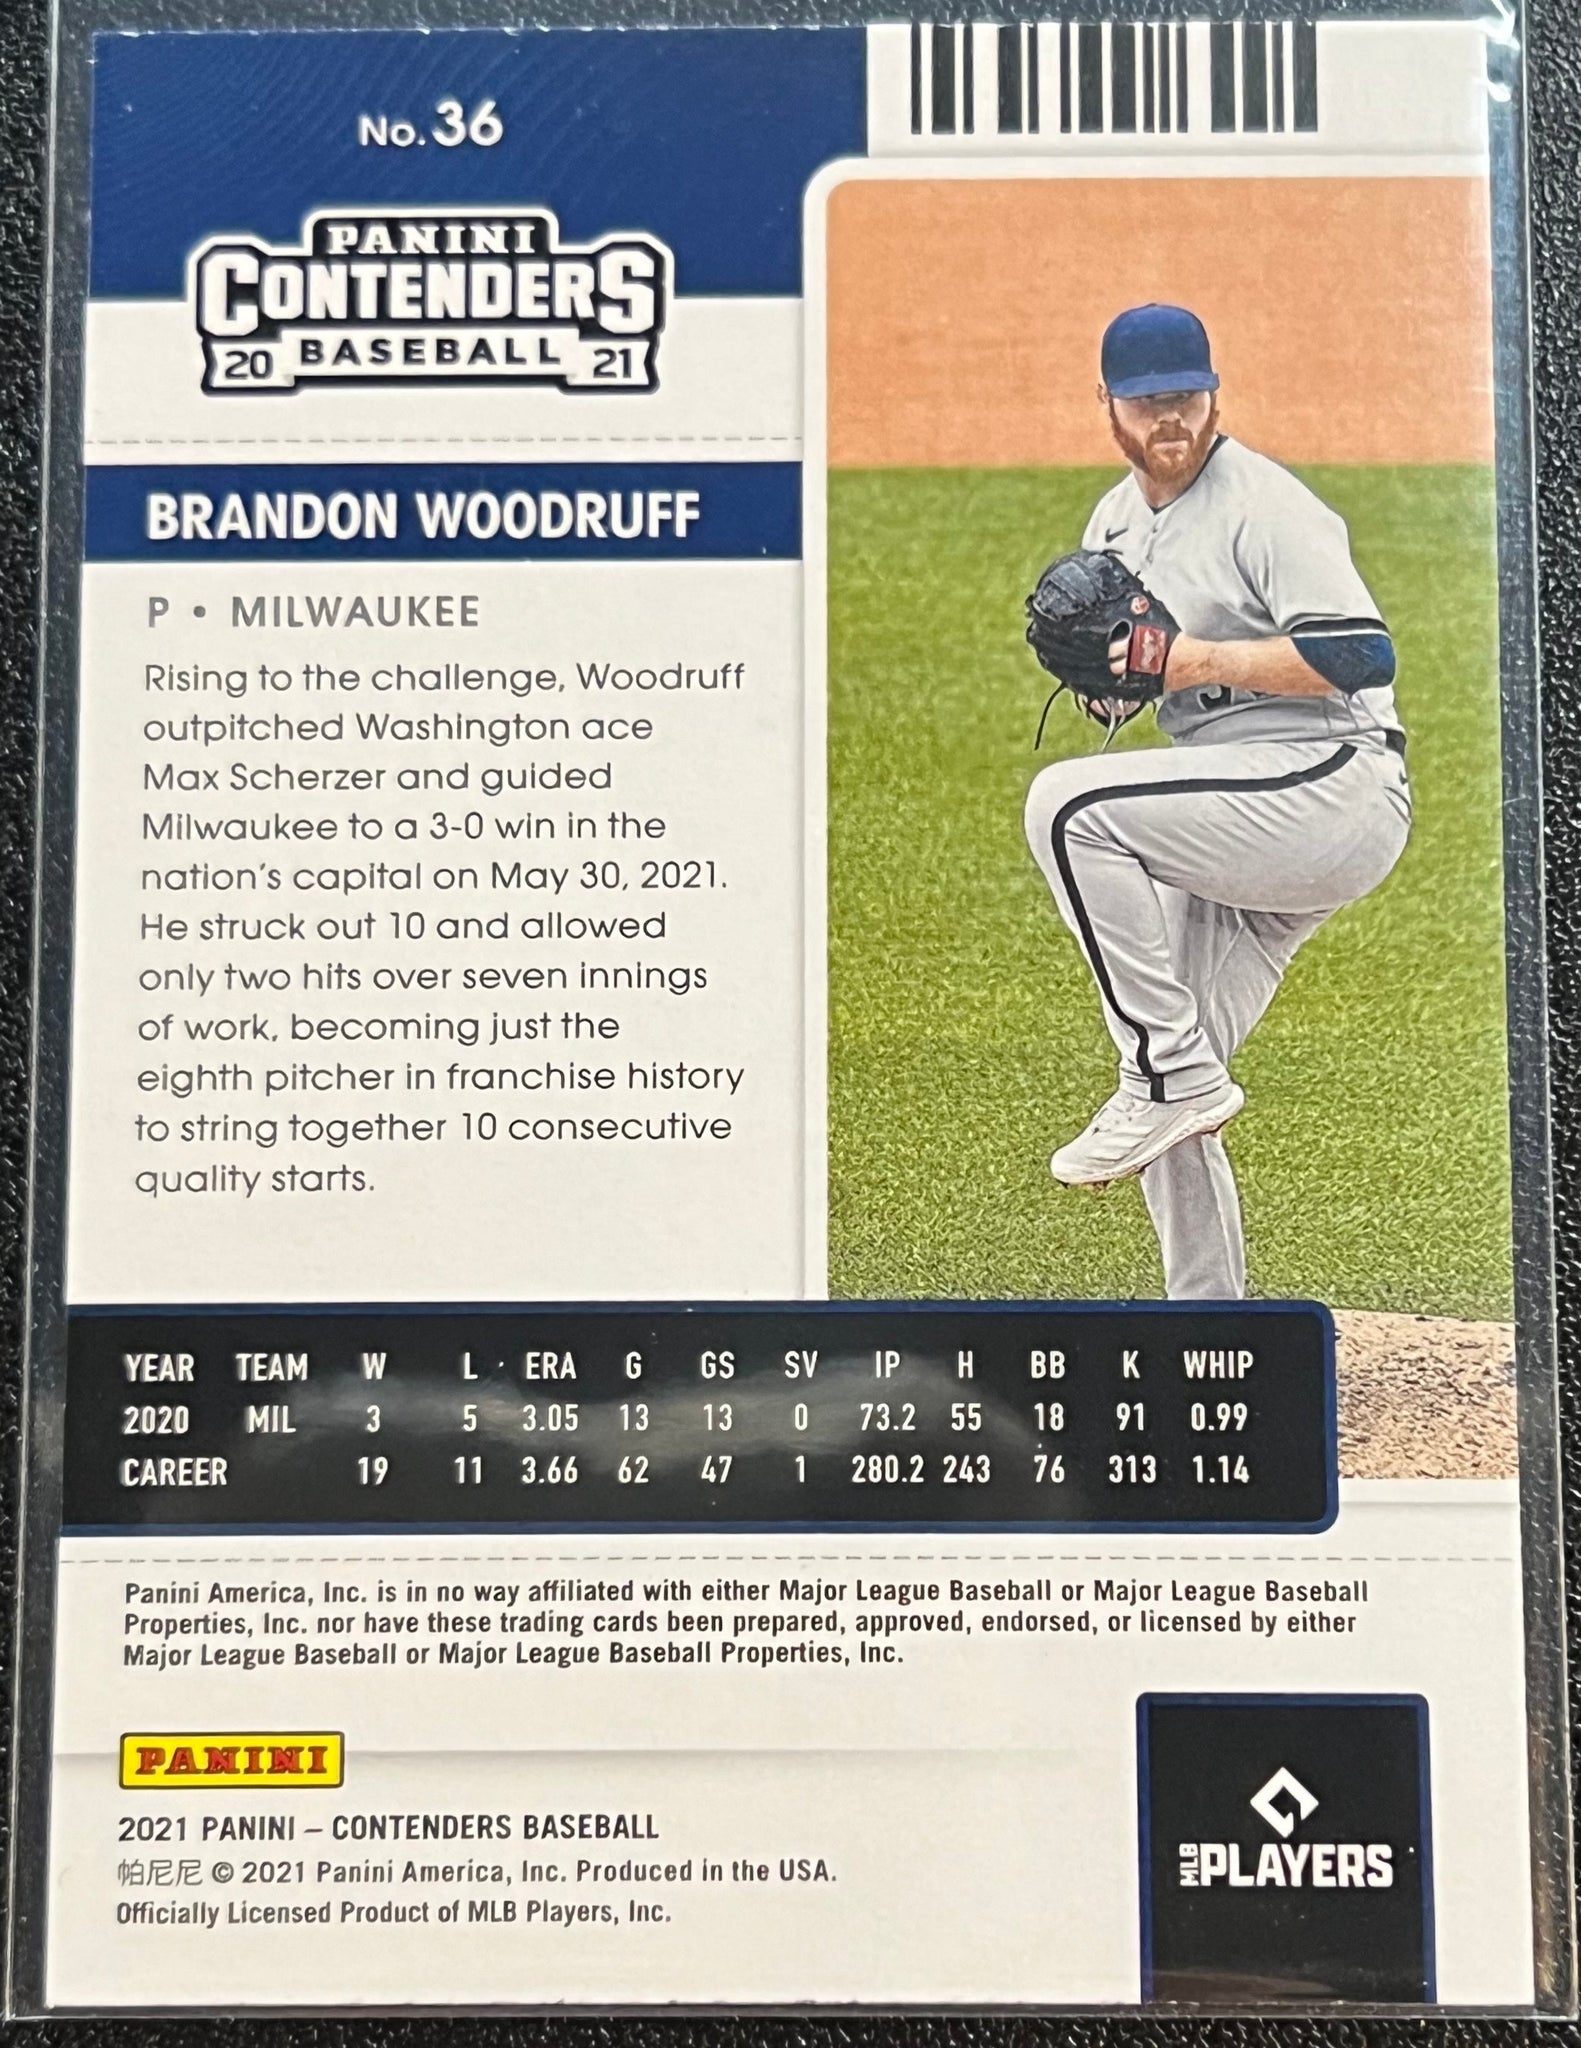 No. 36
PANINI
CONTENDERS
20 BASEBALL 21
BRANDON WOODRUFF
P • MILWAUKEE
Rising to the challenge, Woodruff
outpitched Washington ace
Max Scherzer and guided
Milwaukee to a 3-0 win in the
nation's capital on May 30, 2021.
He struck out 10 and allowed
only two hits over seven innings
of work, becoming just the
eighth pitcher in franchise history
to string together 10 consecutive
quality starts.
YEAR TEAM W L ERA G GS SV IP H BB K WHIP
2020 MIL 3 5 3.05 13 13 0 73.2 55 18 91 0.99
CAREER 19 11 3.66 62 47 1 280.2 243 76 313 1.14
Panini America, Inc. is in no way affiliated with either Major League Baseball or Major League Baseball
Properties, Inc. nor have these trading cards been prepared, approved, endorsed, or licensed by either
Major League Baseball or Major League Baseball Properties, Inc.
PANINI
2021 PANINI – CONTENDERS BASEBALL
帕尼尼 © 2021 Panini America, Inc. Produced in the USA.
Officially Licensed Product of MLB Players, Inc.
MLB PLAYERS